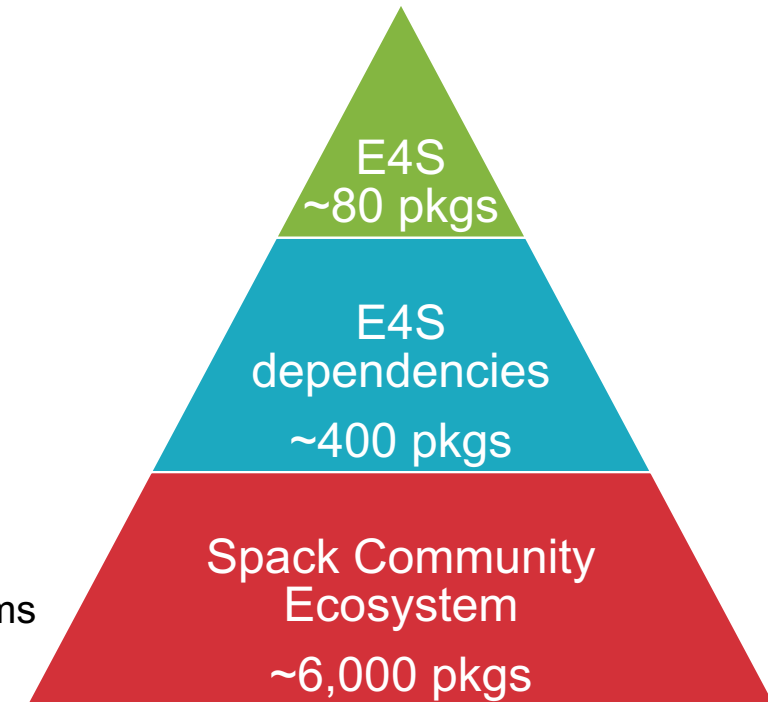 E4S
~80 pkgs
E4S
dependencies
~400 pkgs
Spack Community
Ecosystem
~6,000 pkgs